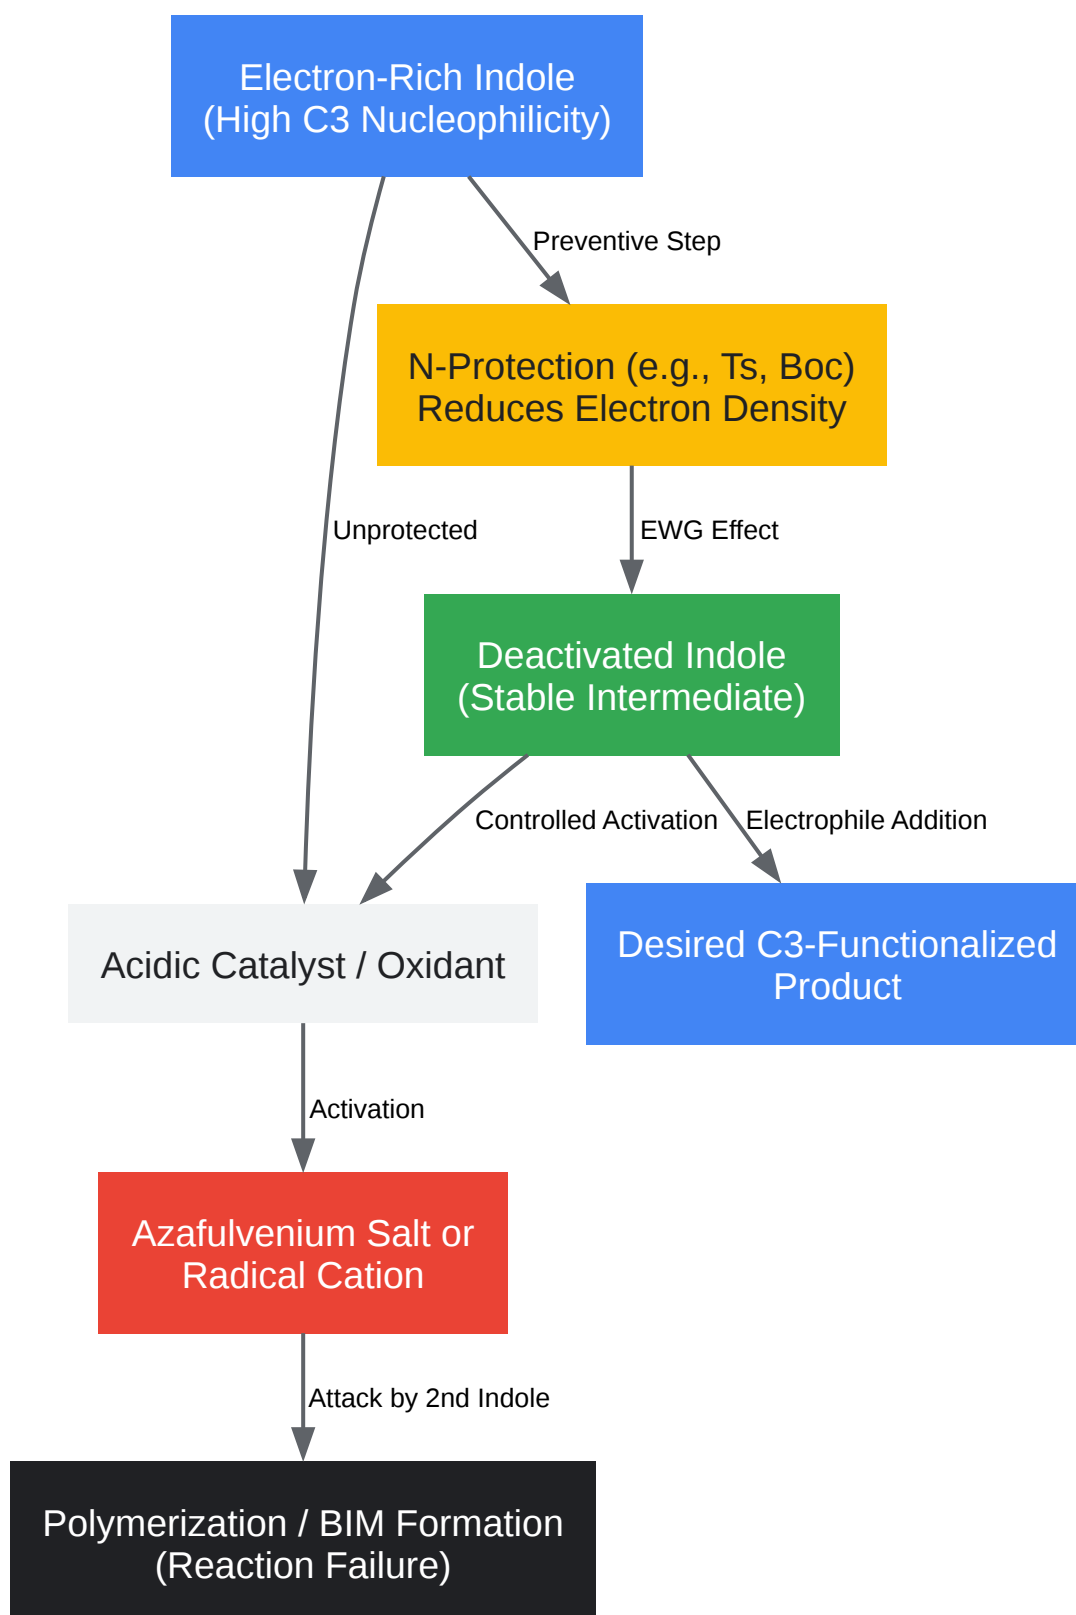 Electron-Rich Indole
(High C3 Nucleophilicity)
Preventive Step
N-Protection (e.g., Ts, Boc)
Reduces Electron Density
Unprotected
EWG Effect
Deactivated Indole
(Stable Intermediate)
Controlled Activation
Electrophile Addition
Acidic Catalyst / Oxidant
Desired C3-Functionalized
Product
Activation
Azafulvenium Salt or
Radical Cation
Attack by 2nd Indole
Polymerization / BIM Formation
(Reaction Failure)